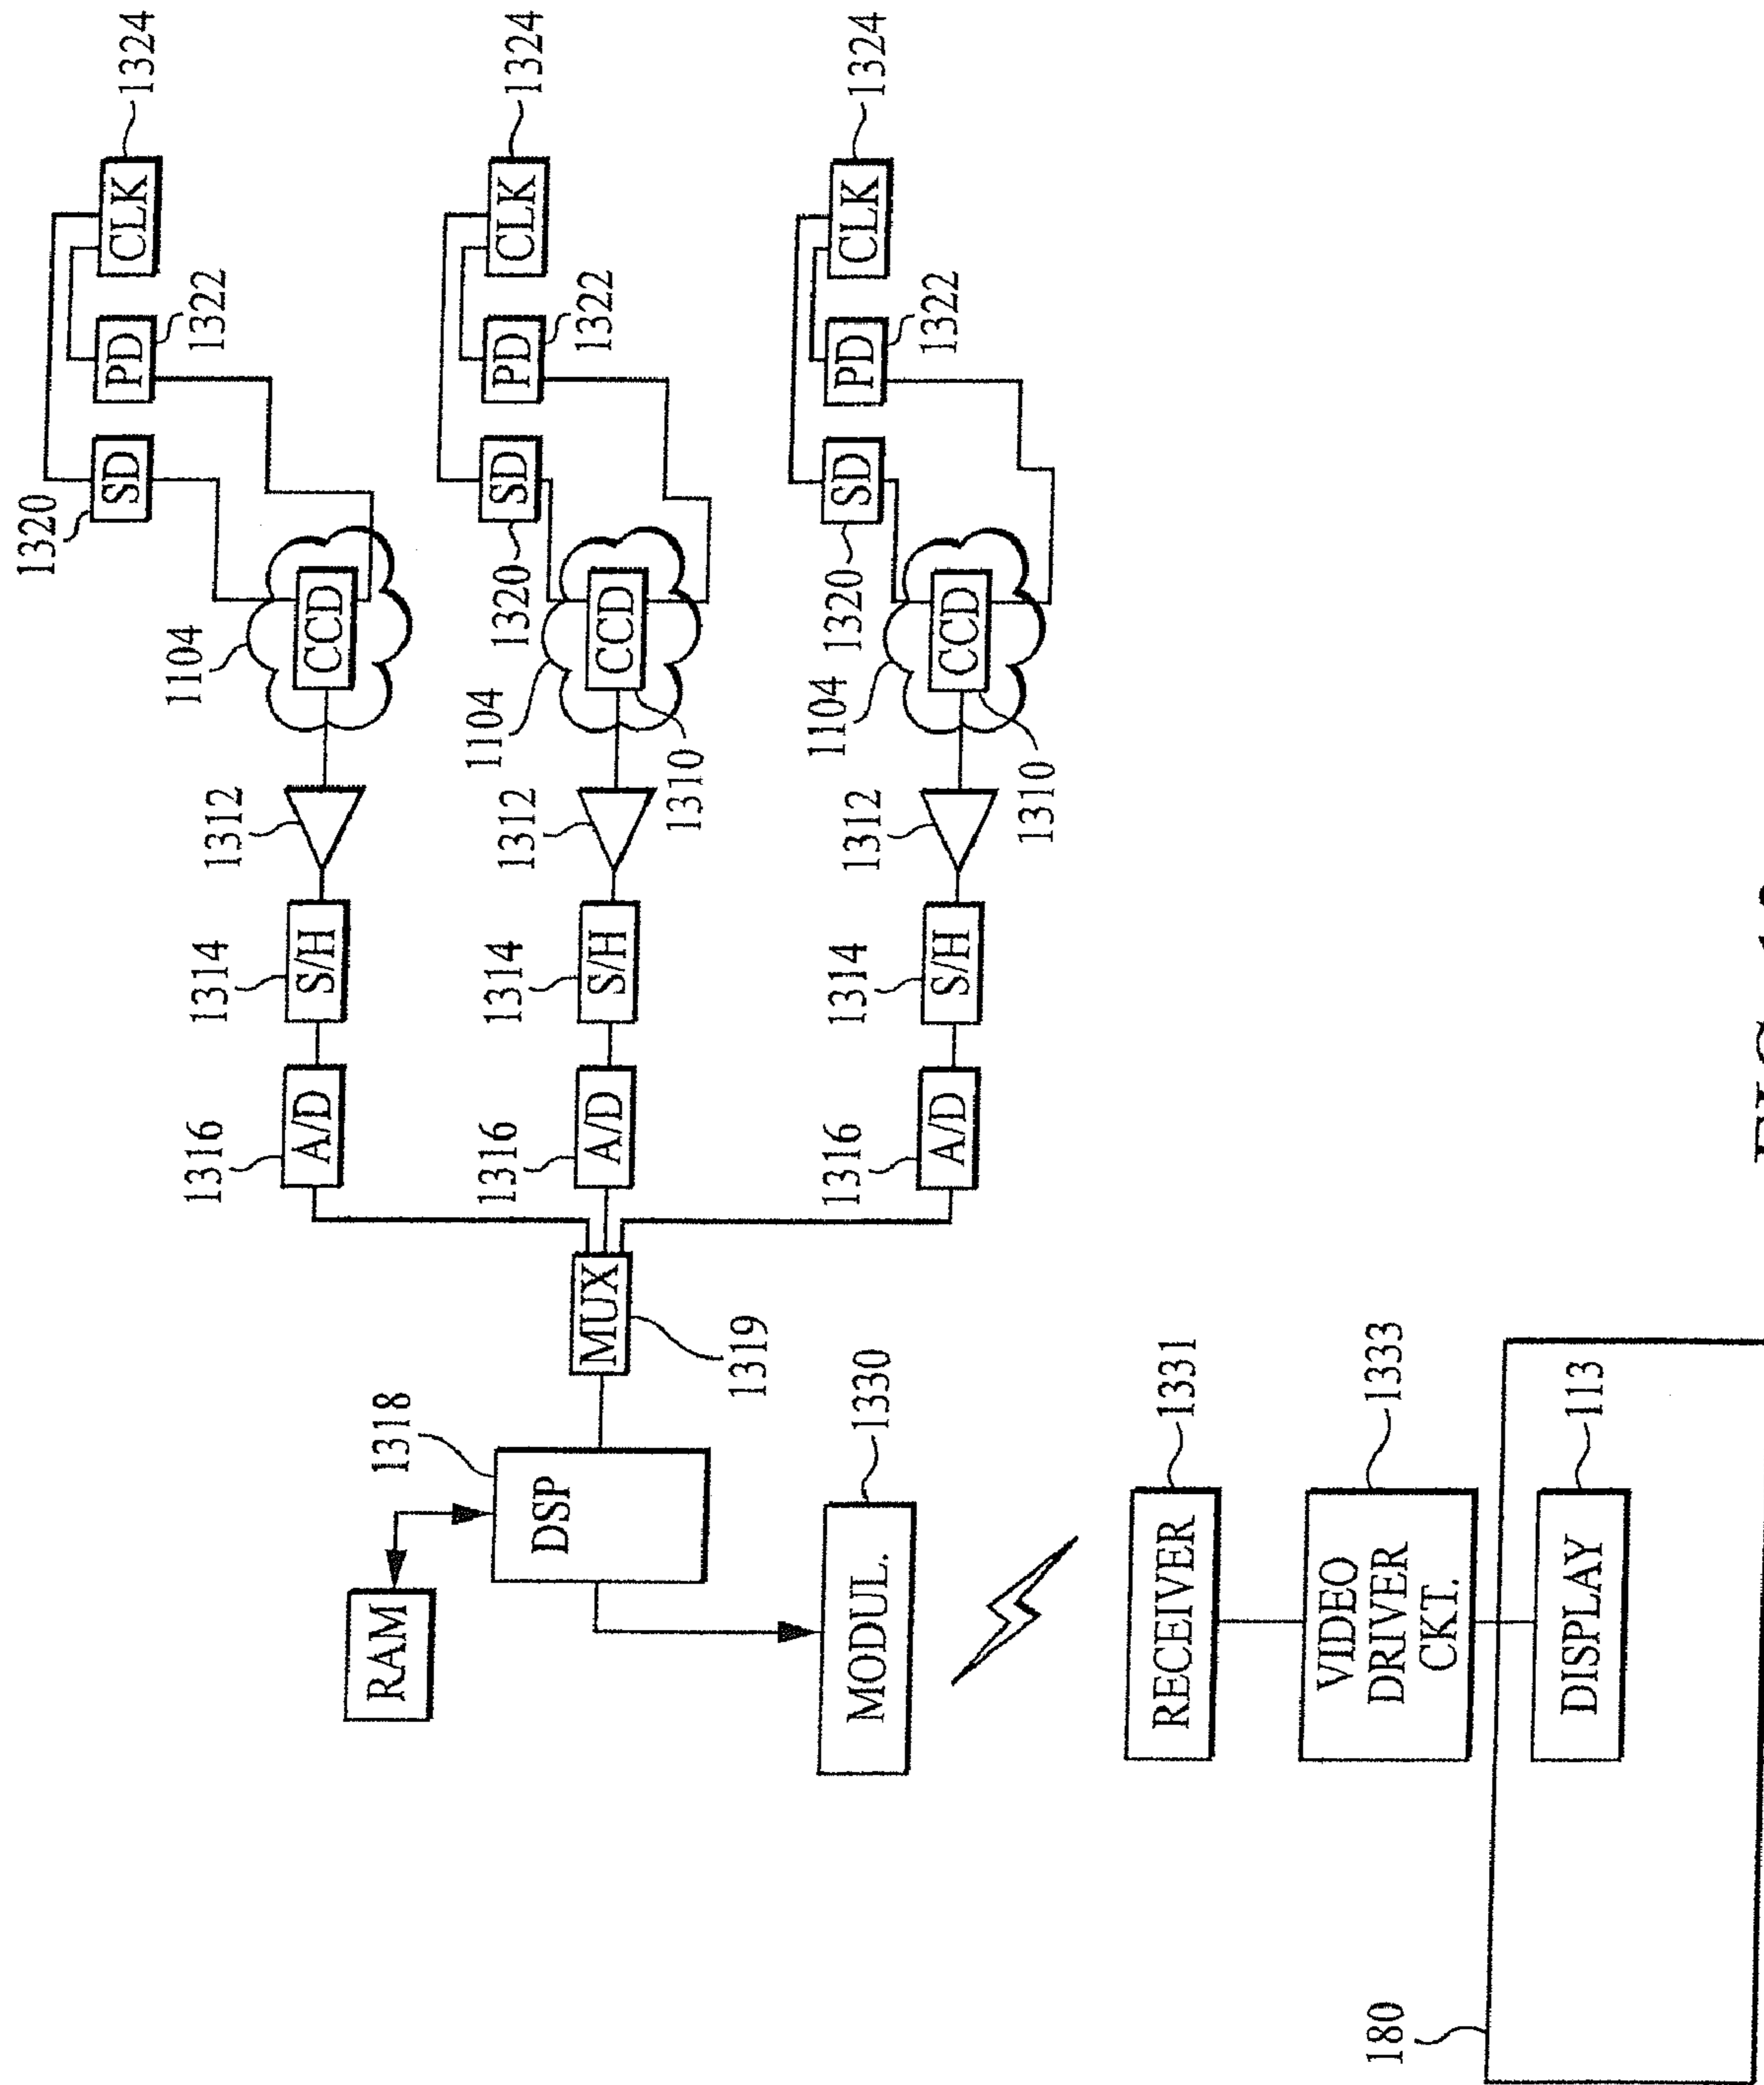 1320
SD
PD
CLK
1324
1104
1316
1314
1312
1322
A/D
S/H
CCD
RAM
1318
1316
1314
1312
1104
1320
SD
PD
CLK
1324
DSP
1322
MUX
A/D
S/H
CCD
1310
1319
1316
1314
1312
1104
1320
SD
PD
CLK
1324
MODUL.
1330
1322
A/D
S/H
CCD
1310
RECEIVER
1331
VIDEO
DRIVER
CKT.
1333
180
DISPLAY
113